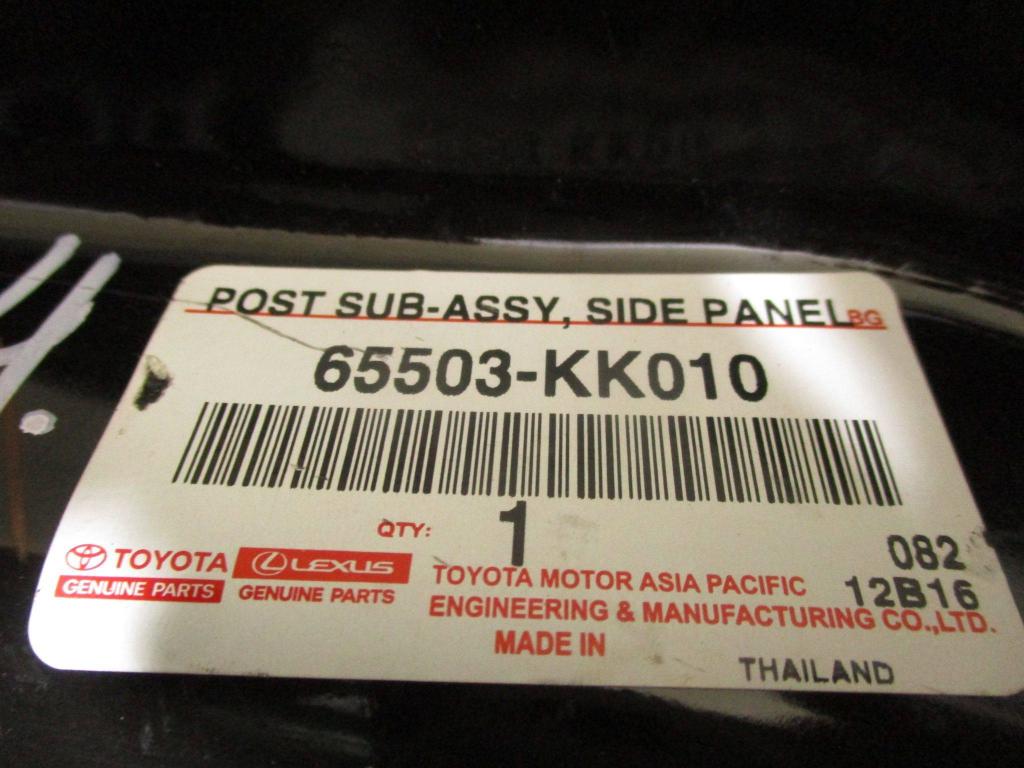 POST SUB-ASSY, SIDE PANEL BG
65503-KK010
QTY: 1
TOYOTA LEXUS
GENUINE PARTS GENUINE PARTS
082
12B16
TOYOTA MOTOR ASIA PACIFIC
ENGINEERING & MANUFACTURING CO.,LTD.
MADE IN
THAILAND